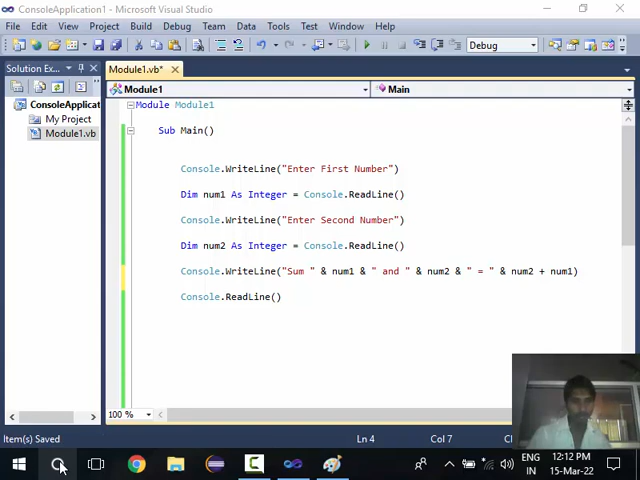 ConsoleApplication1 - Microsoft Visual Studio
File Edit View Project Build Debug Team Data Tools Test Window Help
Debug
Solution Ex...
Module1.vb*
Module1
Main
ConsoleApplication
My Project
Module1.vb
Module Module1
Sub Main()
Console.WriteLine("Enter First Number")
Dim num1 As Integer = Console.ReadLine()
Console.WriteLine("Enter Second Number")
Dim num2 As Integer = Console.ReadLine()
Console.WriteLine("Sum " & num1 & " and " & num2 & " = " & num2 + num1)
Console.ReadLine()
100 %
Item(s) Saved
Ln 4
Col 7
ENG
IN
12:12 PM
15-Mar-22